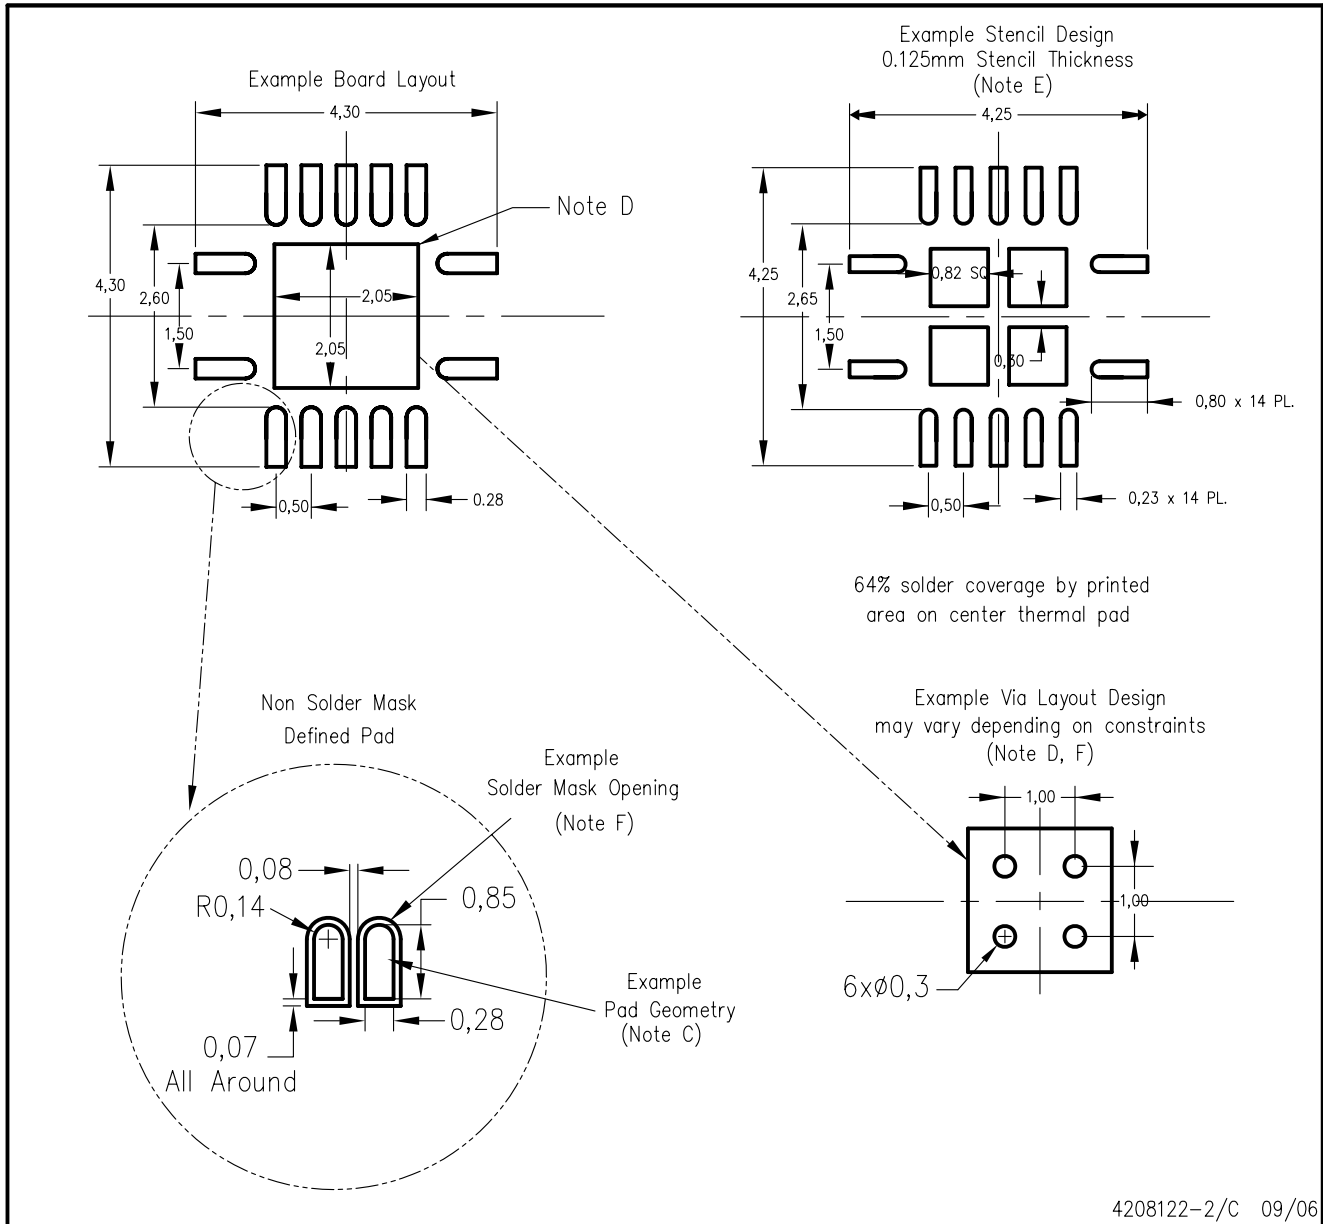 Example Board Layout
4,30
4,30
2,60
1,50
2,05
2,05
Note D
0,50
0.28
Example Stencil Design
0.125mm Stencil Thickness
(Note E)
4,25
4,25
2,65
1,50
0,82 SQ
0,30
0,80 x 14 PL.
0,50
0,23 x 14 PL.
64% solder coverage by printed
area on center thermal pad
Non Solder Mask
Defined Pad
Example
Solder Mask Opening
(Note F)
0,08
R0,14
0,85
Example
Pad Geometry
(Note C)
0,28
0,07
All Around
Example Via Layout Design
may vary depending on constraints
(Note D, F)
1,00
1,00
6xø0,3
4208122-2/C 09/06